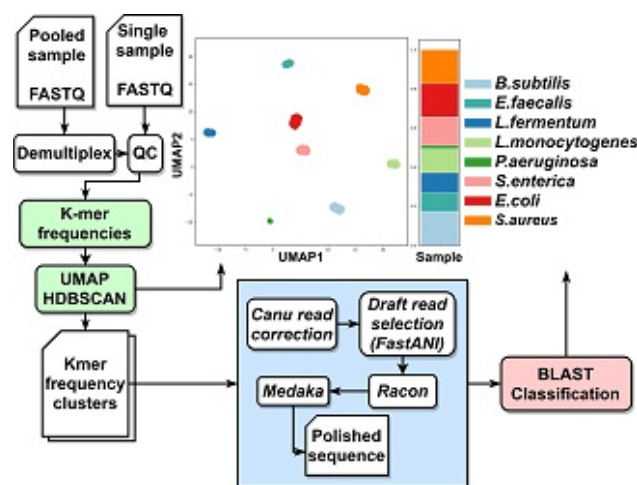 Pooled
sample
FASTQ
Single
sample
FASTQ
Demultiplex
QC
K-mer
frequencies
UMAP
HDBSCAN
Kmer
frequency
clusters
UMAP2
UMAP1
Sample
B.subtilis
E.faecalis
L.fermentum
L.monocytogenes
P.aeruginosa
S.enterica
E.coli
S.aureus
Canu read
correction
Draft read
selection
(FastANI)
Medaka
Racon
Polished
sequence
BLAST
Classification